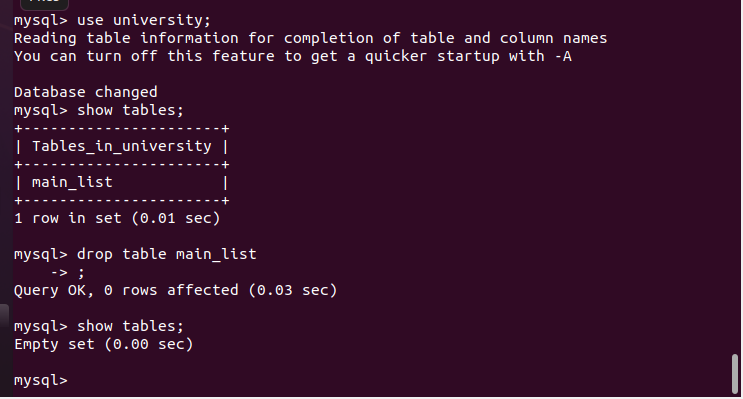 mysql> use university;
Reading table information for completion of table and column names
You can turn off this feature to get a quicker startup with -A

Database changed
mysql> show tables;
+----------------------+
| Tables_in_university |
+----------------------+
| main_list            |
+----------------------+
1 row in set (0.01 sec)

mysql> drop table main_list
    -> ;
Query OK, 0 rows affected (0.03 sec)

mysql> show tables;
Empty set (0.00 sec)

mysql>